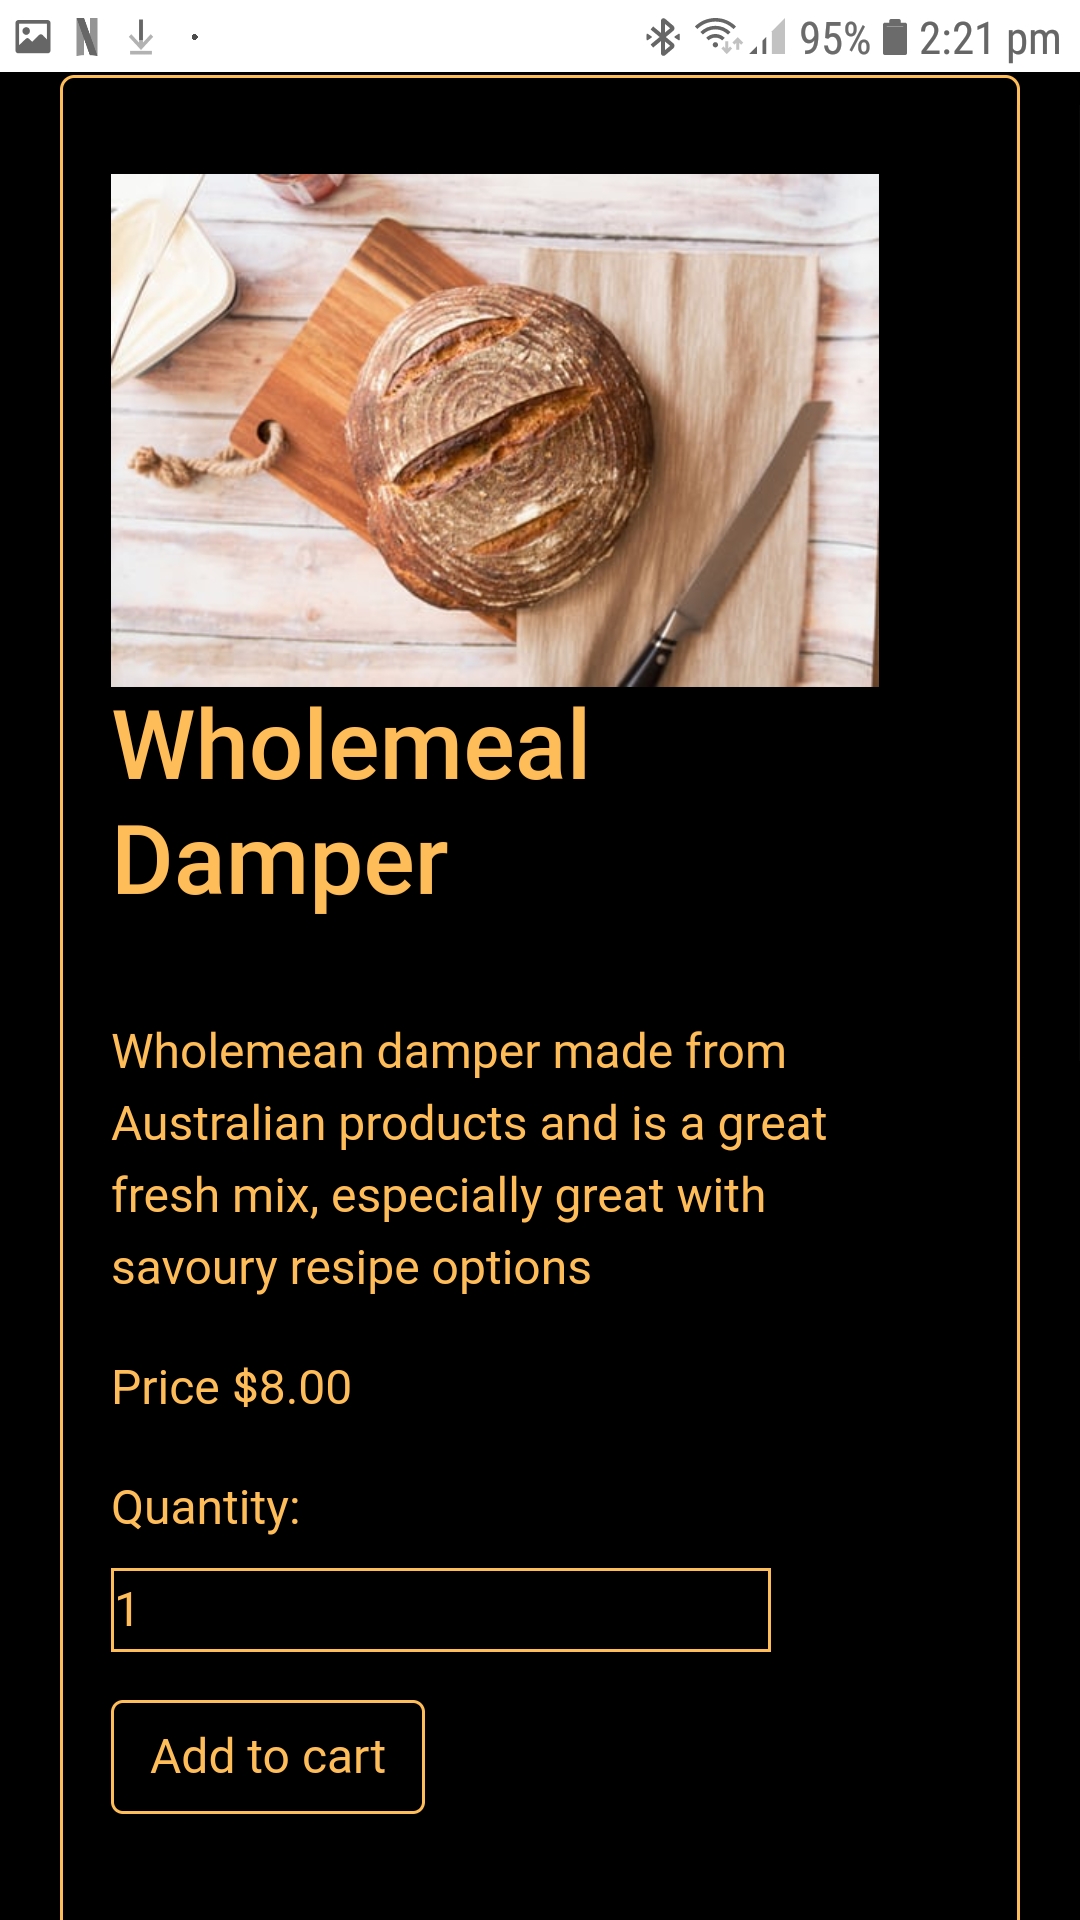 95% 2:21 pm
Wholemeal
Damper
Wholemean damper made from
Australian products and is a great
fresh mix, especially great with
savoury resipe options
Price $8.00
Quantity:
1
Add to cart